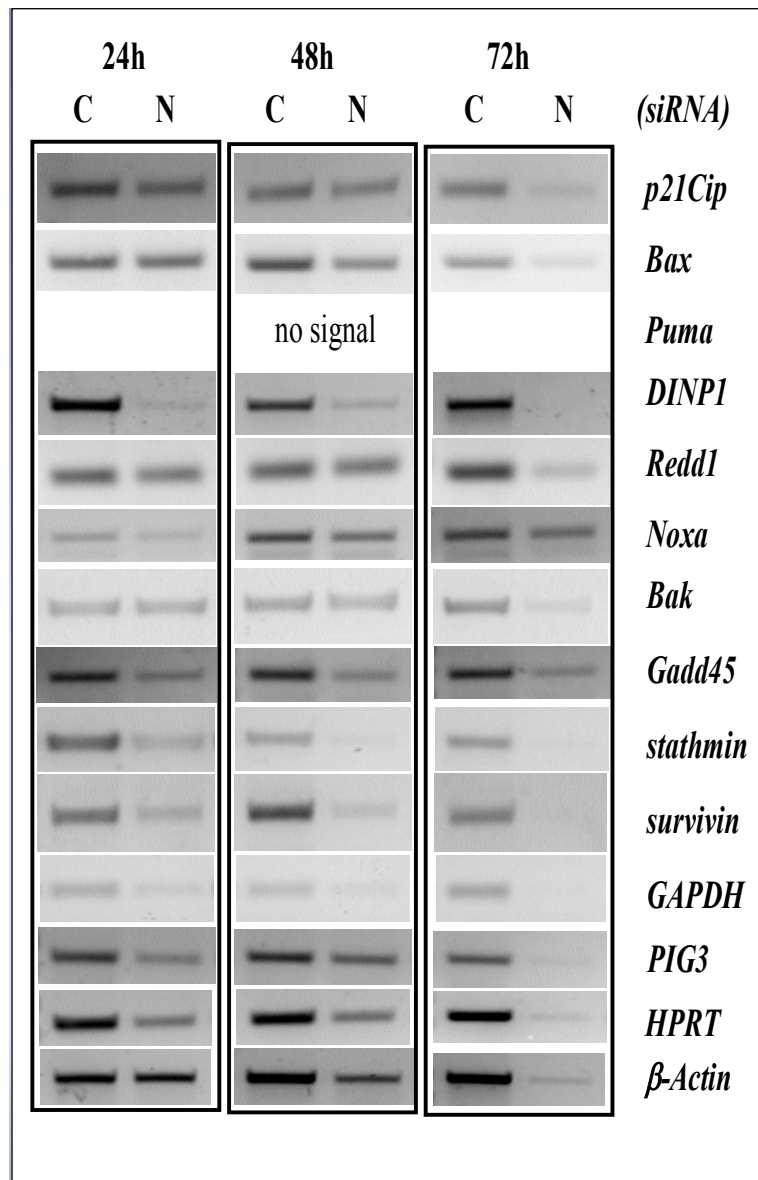 24h 48h 72h
C N C N C N (siRNA)
p21Cip
Bax
no signal Puma
DINP1
Redd1
Noxa
Bak
Gadd45
stathmin
survivin
GAPDH
PIG3
HPRT
β-Actin